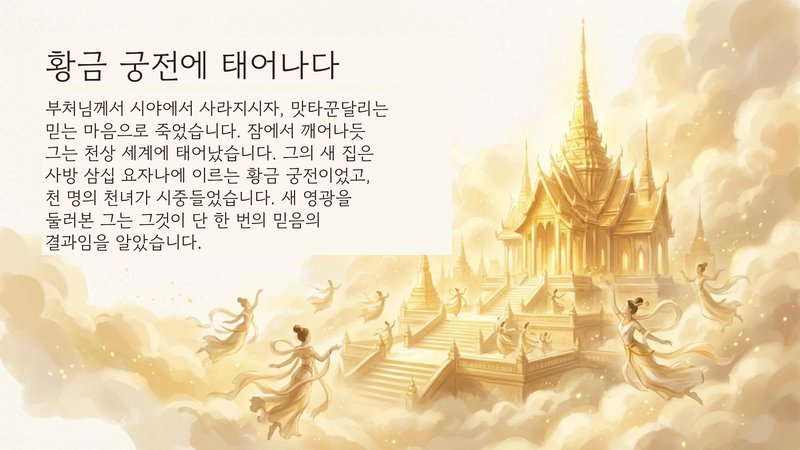 황금 궁전에 태어나다
부처님께서 시야에서 사라지시자, 맛타꾼달리는
믿는 마음으로 죽었습니다. 잠에서 깨어나듯
그는 천상 세계에 태어났습니다. 그의 새 집은
사방 삼십 요자나에 이르는 황금 궁전이었고,
천 명의 천녀가 시중들었습니다. 새 영광을
둘러본 그는 그것이 단 한 번의 믿음의
결과임을 알았습니다.